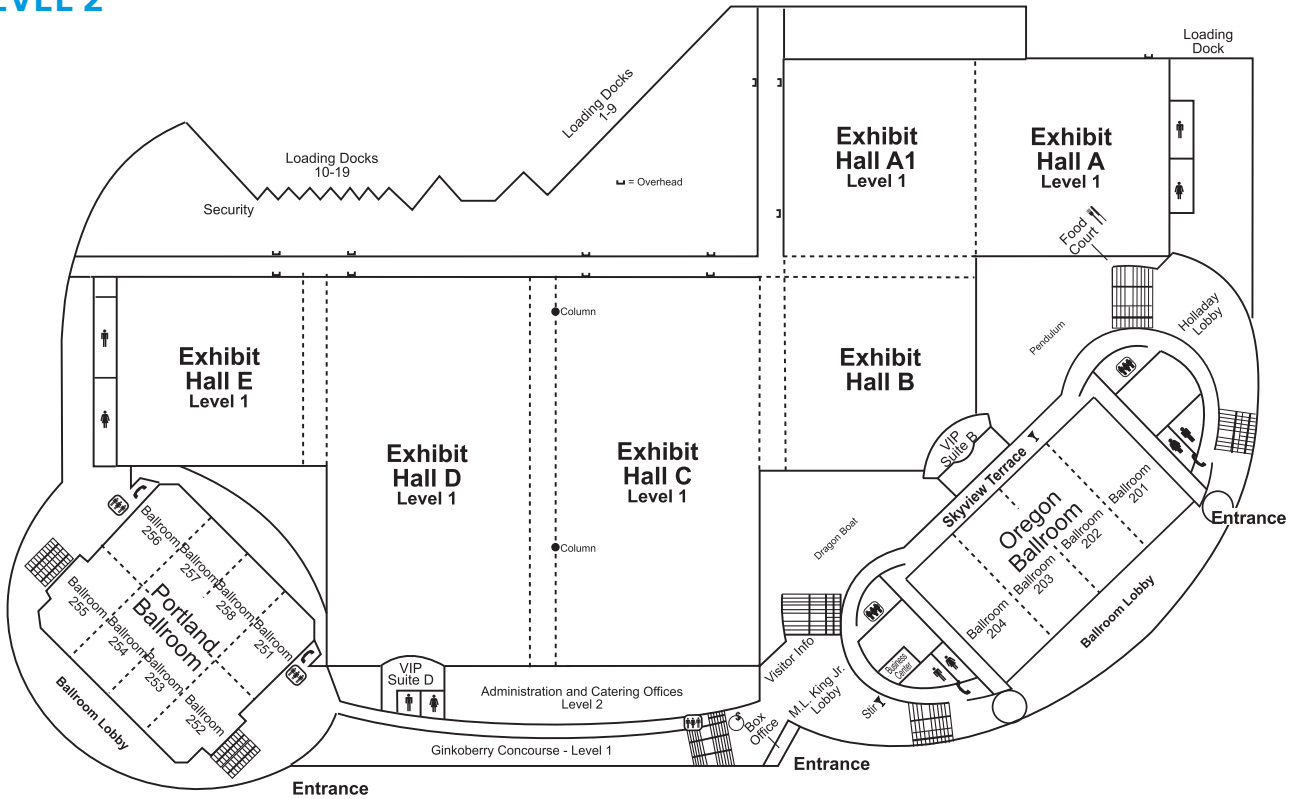 LEVEL 2
Loading
Dock
Loading Docks
1-9
Loading Docks
10-19
Security
= Overhead
Exhibit
Hall A1
Level 1
Exhibit
Hall A
Level 1
Food
Court
Holladay
Lobby
Pendulum
Column
Exhibit
Hall E
Level 1
Exhibit
Hall B
Exhibit
Hall D
Level 1
Exhibit
Hall C
Level 1
VIP
Suite B
Skyview Terrace
Oregon
Ballroom
Ballroom
201
Ballroom
202
Ballroom
203
Ballroom
204
Entrance
Ballroom Lobby
Dragon Boat
Column
Ballroom
256
Ballroom
257
Ballroom
258
Ballroom
251
Portland
Ballroom
Ballroom
255
Ballroom
254
Ballroom
253
Ballroom
252
Ballroom Lobby
VIP
Suite D
Administration and Catering Offices
Level 2
Visitor Info
M.L. King Jr.
Lobby
Business
Center
Stir
$
Box
Office
Ginkoberry Concourse - Level 1
Entrance
Entrance